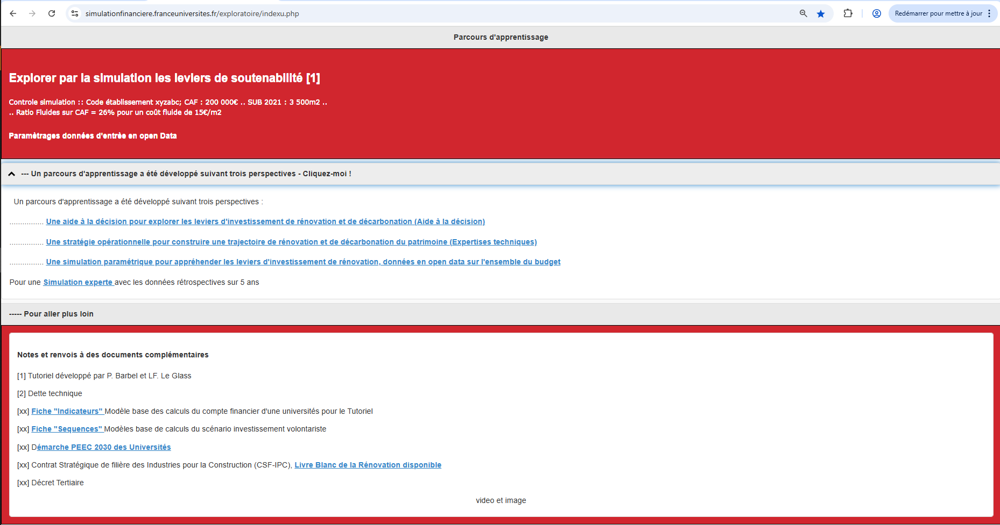 simulationfinanciere.franceuniversites.fr/exploratoire/indexu.php
Redémarrer pour mettre à jour
Parcours d'apprentissage
Explorer par la simulation les leviers de soutenabilité [1]
Controle simulation :: Code établissement xyzabc; CAF : 200 000€ .. SUB 2021 : 3 500m2 ..
.. Ratio Fluides sur CAF = 26% pour un coût fluide de 15€/m2
Paramètrages données d'entrèe en open Data
--- Un parcours d'apprentissage a été développé suivant trois perspectives - Cliquez-moi !
Un parcours d'apprentissage a été développé suivant trois perspectives :
................ Une aide à la décision pour explorer les leviers d'investissement de rénovation et de décarbonation (Aide à la décision)
................ Une stratégie opérationnelle pour construire une trajectoire de rénovation et de décarbonation du patrimoine (Expertises techniques)
................ Une simulation paramétrique pour appréhender les leviers d'investissement de rénovation, données en open data sur l'ensemble du budget
Pour une Simulation experte avec les données rétrospectives sur 5 ans
----- Pour aller plus loin
Notes et renvois à des documents complémentaires
[1] Tutoriel développé par P. Barbel et LF. Le Glass
[2] Dette technique
[xx] Fiche "Indicateurs" Modèle base des calculs du compte financier d'une universités pour le Tutoriel
[xx] Fiche "Sequences" Modèles base de calculs du scénario investissement volontariste
[xx] Démarche PEEC 2030 des Universités
[xx] Contrat Stratégique de filière des Industries pour la Construction (CSF-IPC), Livre Blanc de la Rénovation disponible
[xx] Décret Tertiaire
video et image